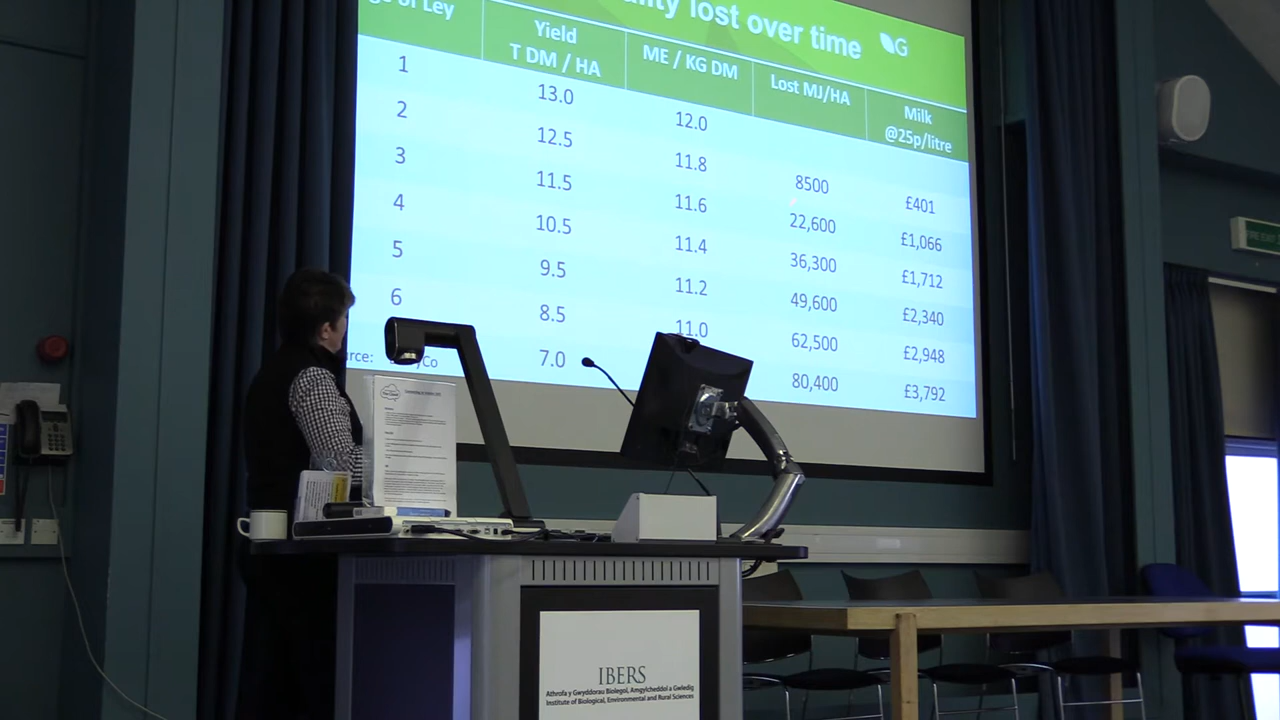 ality lost over time G
ge of Ley
Yield
T DM / HA
ME / KG DM
Lost MJ/HA
Milk
@25p/litre
1 13.0 12.0
2 12.5 11.8 8500 £401
3 11.5 11.6 22,600 £1,066
4 10.5 11.4 36,300 £1,712
5 9.5 11.2 49,600 £2,340
6 8.5 11.0 62,500 £2,948
7.0 80,400 £3,792
IBERS
Athrofa y Gwyddorau Biolegol, Amgylcheddol a Gwledig
Institute of Biological, Environmental and Rural Sciences